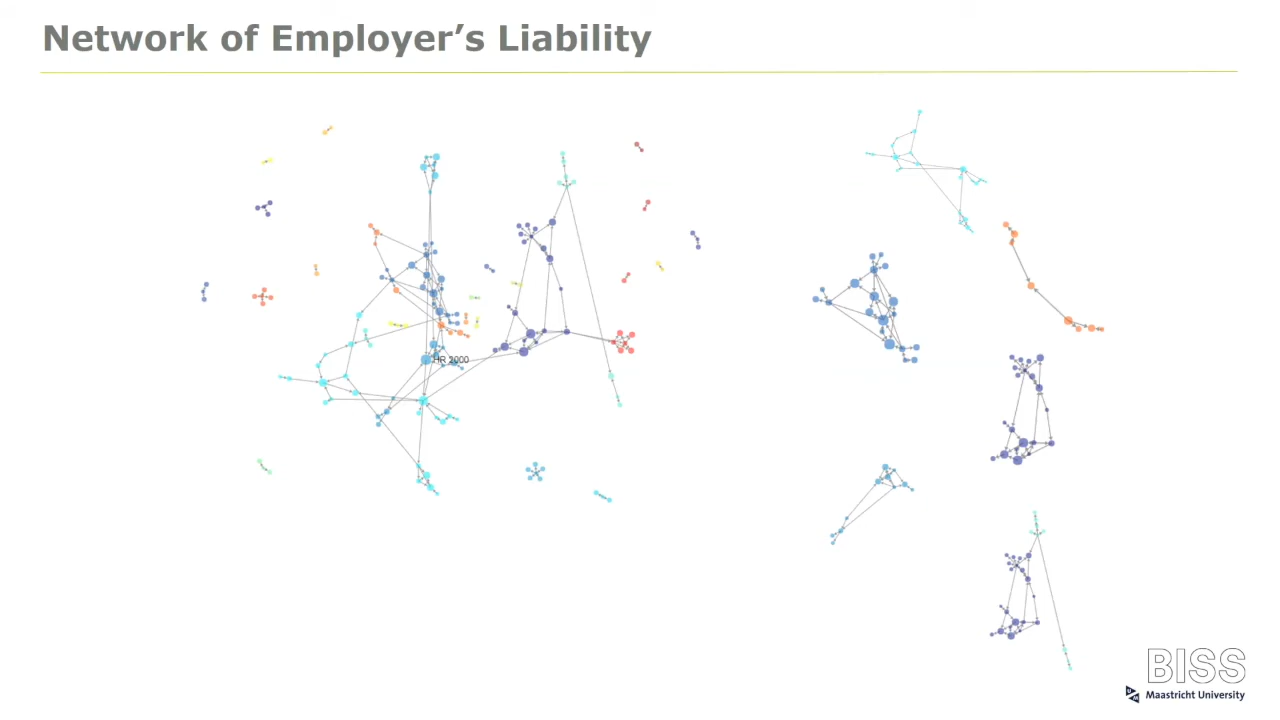 Network of Employer’s Liability
HR 2000
BISS
Maastricht University